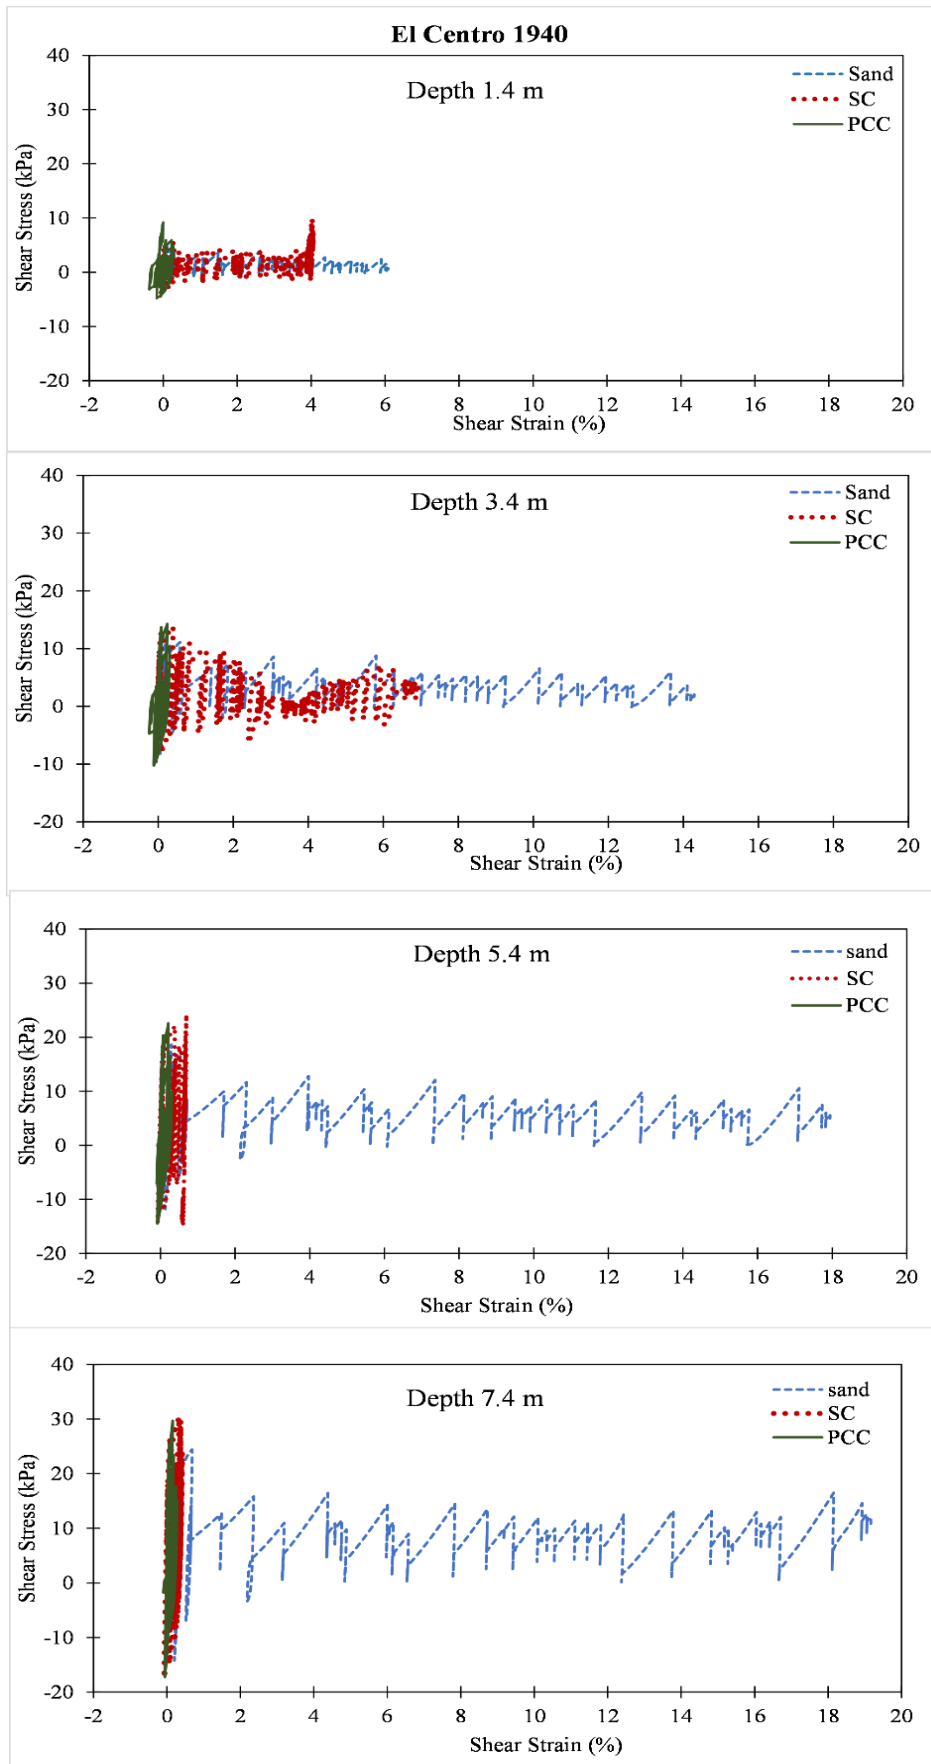 El Centro 1940
Depth 1.4 m
Sand
SC
PCC
Shear Stress (kPa)
40
30
20
10
0
-10
-20
-2 0 2 4 6 8 10 12 14 16 18 20
Shear Strain (%)
Depth 3.4 m
Sand
SC
PCC
Shear Stress (kPa)
40
30
20
10
0
-10
-20
-2 0 2 4 6 8 10 12 14 16 18 20
Shear Strain (%)
Depth 5.4 m
sand
SC
PCC
Shear Stress (kPa)
40
30
20
10
0
-10
-20
-2 0 2 4 6 8 10 12 14 16 18 20
Shear Strain (%)
Depth 7.4 m
sand
SC
PCC
Shear Stress (kPa)
40
30
20
10
0
-10
-20
-2 0 2 4 6 8 10 12 14 16 18 20
Shear Strain (%)